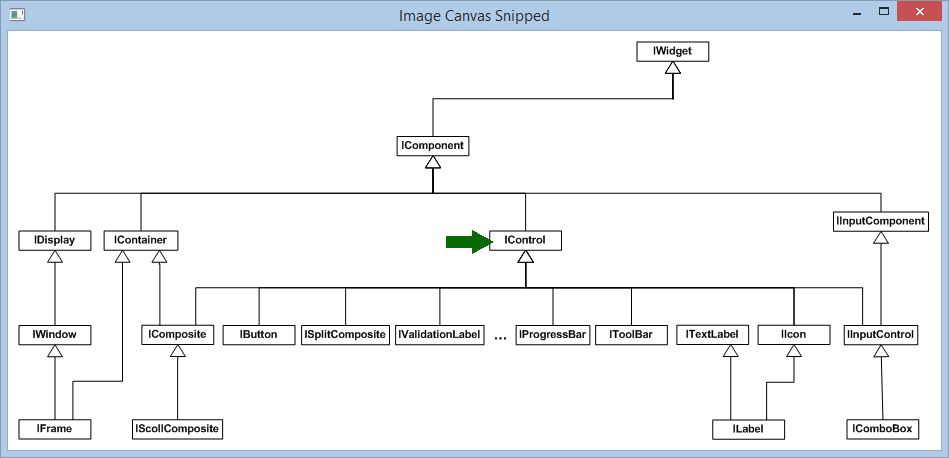 Image Canvas Snipped
IWidget
IComponent
IInputComponent
IDisplay
IContainer
IControl
IWindow
IComposite
IButton
ISplitComposite
IValidationLabel
...
IProgressBar
IToolBar
ITextLabel
IIcon
IInputControl
IFrame
IScollComposite
ILabel
IComboBox